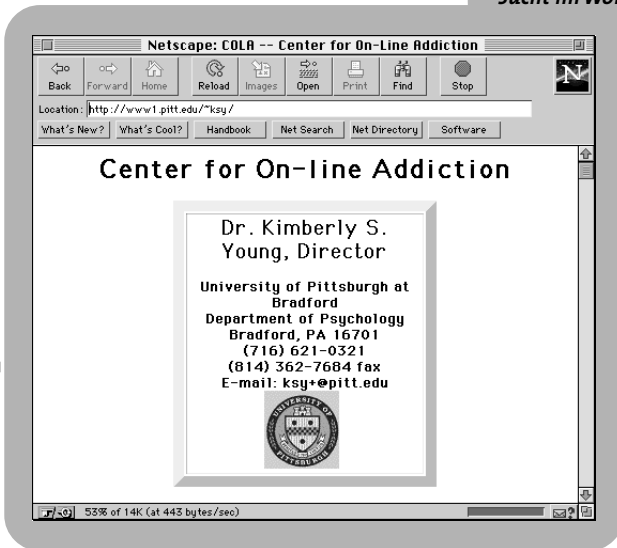 Sucht im Wo
Netscape: COLA -- Center for On-Line Addiction
Back Forward Home Reload Images Open Print Find Stop
N
Location: http://www1.pitt.edu/~ksy/
What's New? What's Cool? Handbook Net Search Net Directory Software
Center for On-line Addiction
Dr. Kimberly S.
Young, Director
University of Pittsburgh at
Bradford
Department of Psychology
Bradford, PA 16701
(716) 621-0321
(814) 362-7684 fax
E-mail: ksy+@pitt.edu
UNIVERSITY OF
PITTSBURGH
53% of 14K (at 443 bytes/sec)
?